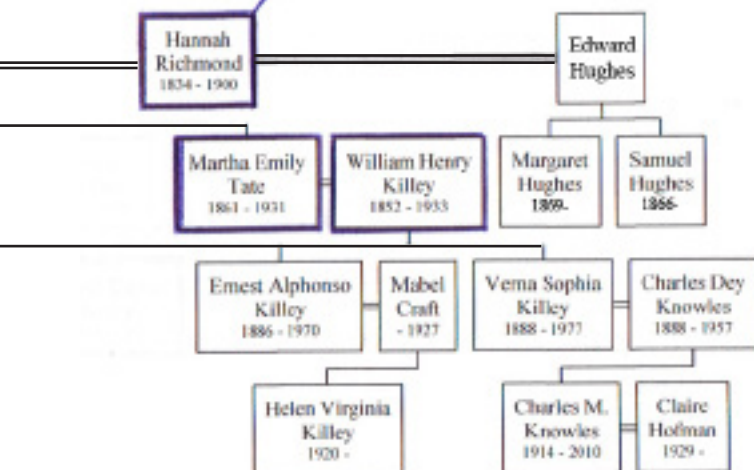 Hannah
Richmond
1834 - 1900
Edward
Hughes
Martha Emily
Tate
1861 - 1931
William Henry
Killey
1852 - 1933
Margaret
Hughes
1869-
Samuel
Hughes
1866-
Ernest Alphonso
Killey
1886 - 1970
Mabel
Craft
- 1927
Verna Sophia
Killey
1888 - 1977
Charles Dey
Knowles
1888 - 1957
Helen Virginia
Killey
1920 -
Charles M.
Knowles
1914 - 2010
Claire
Hofman
1929 -